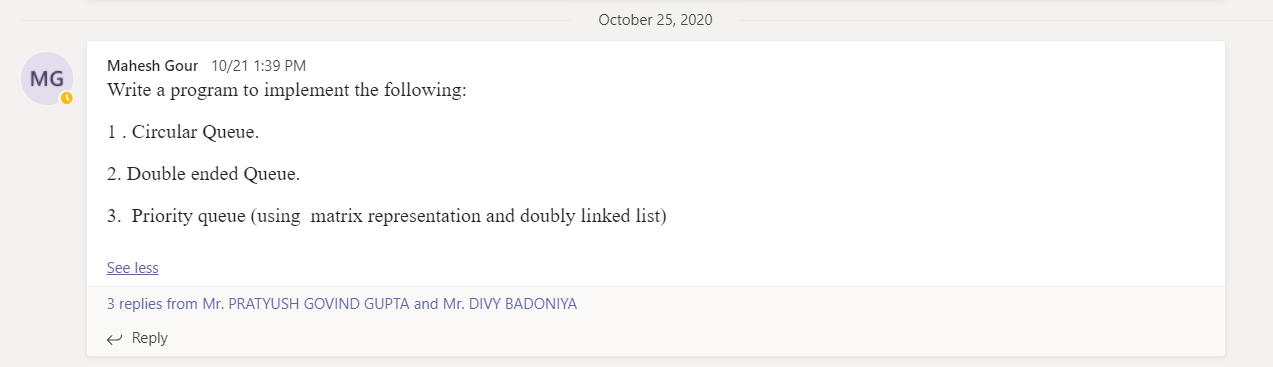 October 25, 2020
MG
Mahesh Gour 10/21 1:39 PM
Write a program to implement the following:
1 . Circular Queue.
2. Double ended Queue.
3.  Priority queue (using  matrix representation and doubly linked list)
See less
3 replies from Mr. PRATYUSH GOVIND GUPTA and Mr. DIVY BADONIYA
Reply